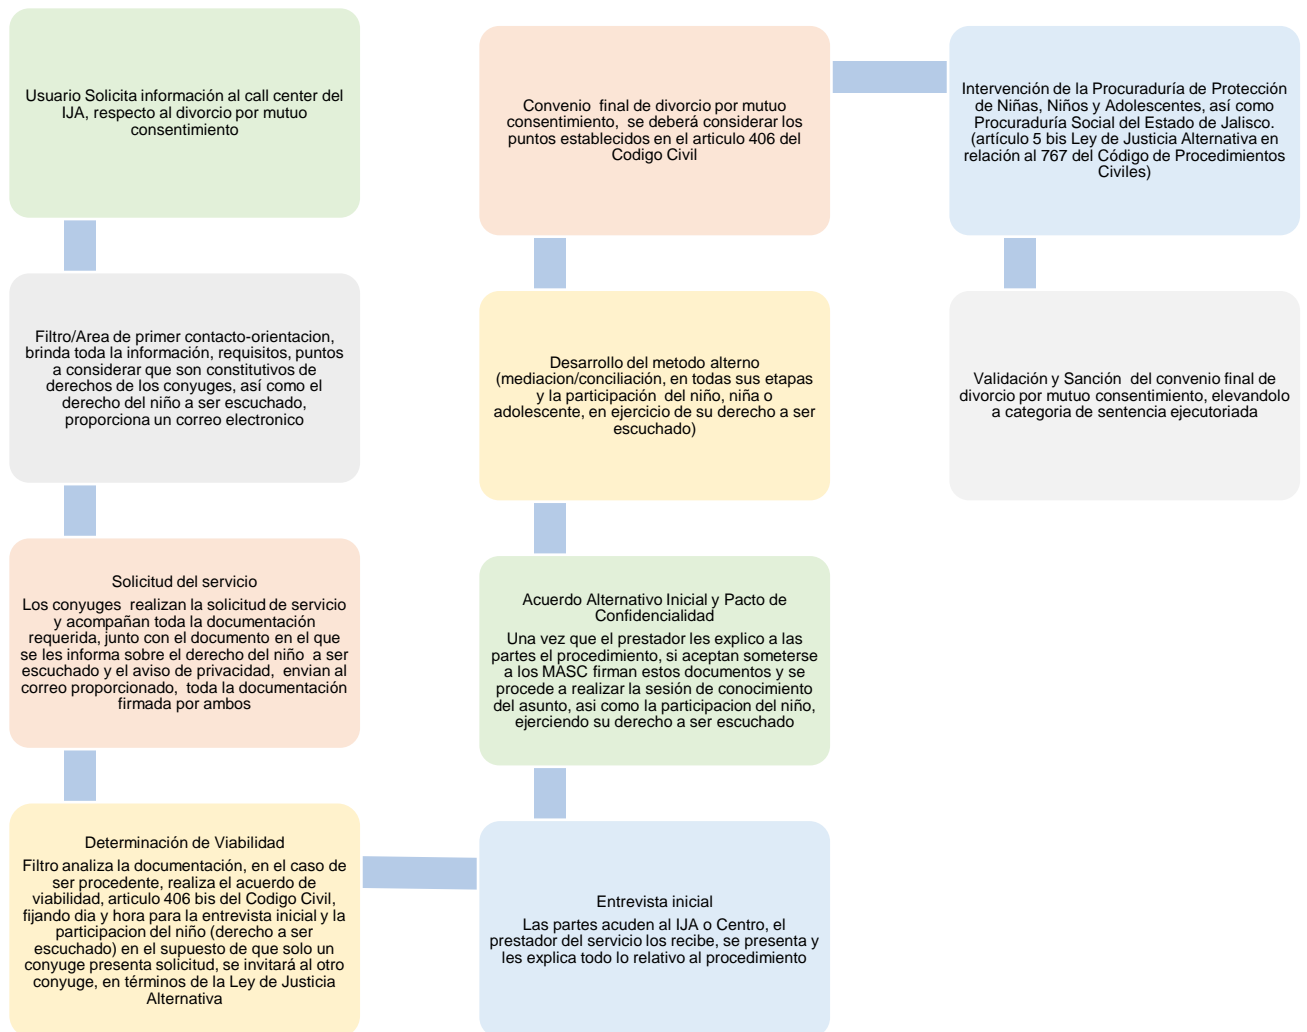 Usuario Solicita información al call center del
IJA, respecto al divorcio por mutuo
consentimiento
Filtro/Area de primer contacto-orientacion,
brinda toda la información, requisitos, puntos
a considerar que son constitutivos de
derechos de los conyuges, así como el
derecho del niño a ser escuchado,
proporciona un correo electronico
Solicitud del servicio
Los conyuges realizan la solicitud de servicio
y acompañan toda la documentación
requerida, junto con el documento en el que
se les informa sobre el derecho del niño a ser
escuchado y el aviso de privacidad, envian al
correo proporcionado, toda la documentación
firmada por ambos
Determinación de Viabilidad
Filtro analiza la documentación, en el caso de
ser procedente, realiza el acuerdo de
viabilidad, articulo 406 bis del Codigo Civil,
fijando dia y hora para la entrevista inicial y la
participacion del niño (derecho a ser
escuchado) en el supuesto de que solo un
conyuge presenta solicitud, se invitará al otro
conyuge, en términos de la Ley de Justicia
Alternativa
Entrevista inicial
Las partes acuden al IJA o Centro, el
prestador del servicio los recibe, se presenta y
les explica todo lo relativo al procedimiento
Acuerdo Alternativo Inicial y Pacto de
Confidencialidad
Una vez que el prestador les explico a las
partes el procedimiento, si aceptan someterse
a los MASC firman estos documentos y se
procede a realizar la sesión de conocimiento
del asunto, asi como la participacion del niño,
ejerciendo su derecho a ser escuchado
Desarrollo del metodo alterno
(mediacion/conciliación, en todas sus etapas
y la participación del niño, niña o
adolescente, en ejercicio de su derecho a ser
escuchado)
Convenio final de divorcio por mutuo
consentimiento, se deberá considerar los
puntos establecidos en el articulo 406 del
Codigo Civil
Intervención de la Procuraduría de Protección
de Niñas, Niños y Adolescentes, así como
Procuraduría Social del Estado de Jalisco.
(artículo 5 bis Ley de Justicia Alternativa en
relación al 767 del Código de Procedimientos
Civiles)
Validación y Sanción del convenio final de
divorcio por mutuo consentimiento, elevandolo
a categoria de sentencia ejecutoriada